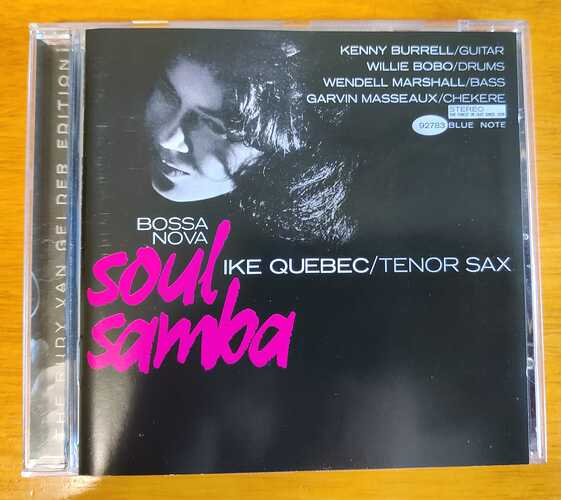 KENNY BURRELL/GUITAR
WILLIE BOBO/DRUMS
WENDELL MARSHALL/BASS
GARVIN MASSEAUX/CHEKERE
STEREO
92783 BLUE NOTE
BOSSA
NOVA
soul
IKE QUEBEC/TENOR SAX
samba
THE RUDY VAN GELDER EDITION